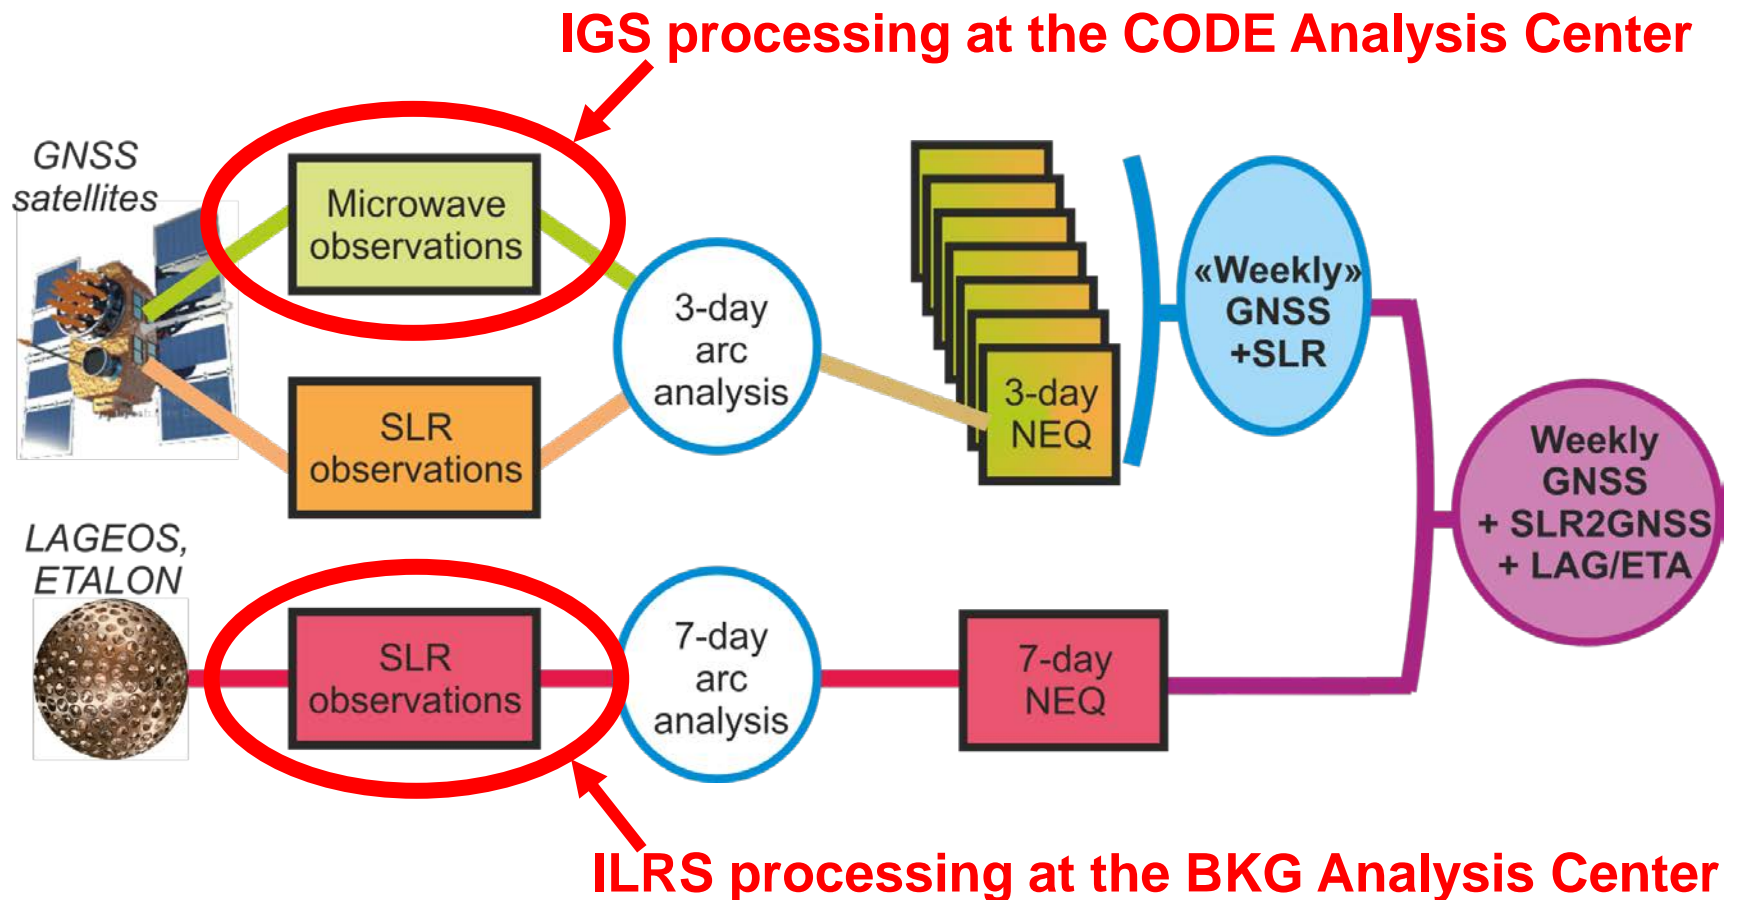 IGS processing at the CODE Analysis Center
GNSS
satellites
Microwave
observations
SLR
observations
3-day
arc
analysis
3-day
NEQ
«Weekly»
GNSS
+SLR
Weekly
GNSS
+ SLR2GNSS
+ LAG/ETA
LAGEOS,
ETALON
SLR
observations
7-day
arc
analysis
7-day
NEQ
ILRS processing at the BKG Analysis Center